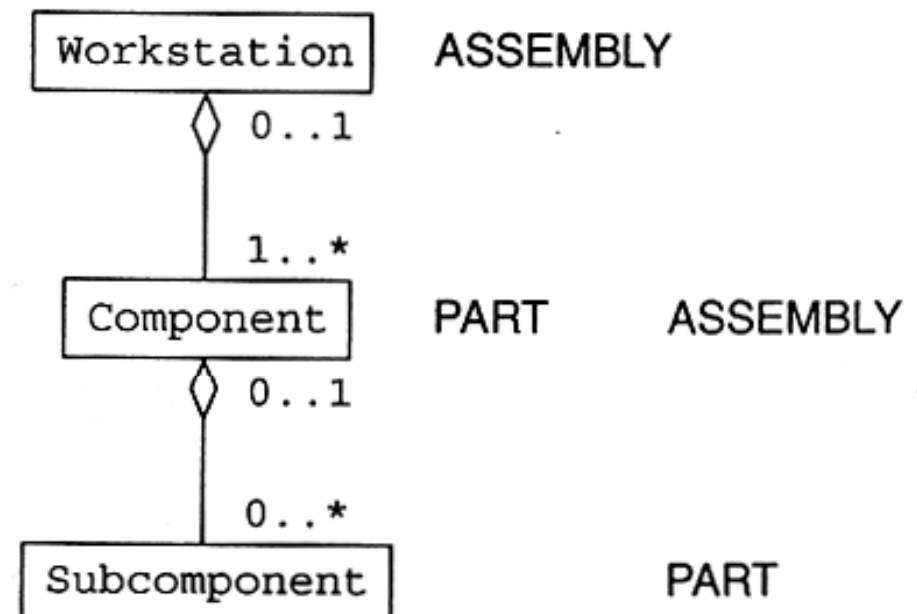 Workstation ASSEMBLY
0..1
1..*
Component PART ASSEMBLY
0..1
0..*
Subcomponent PART